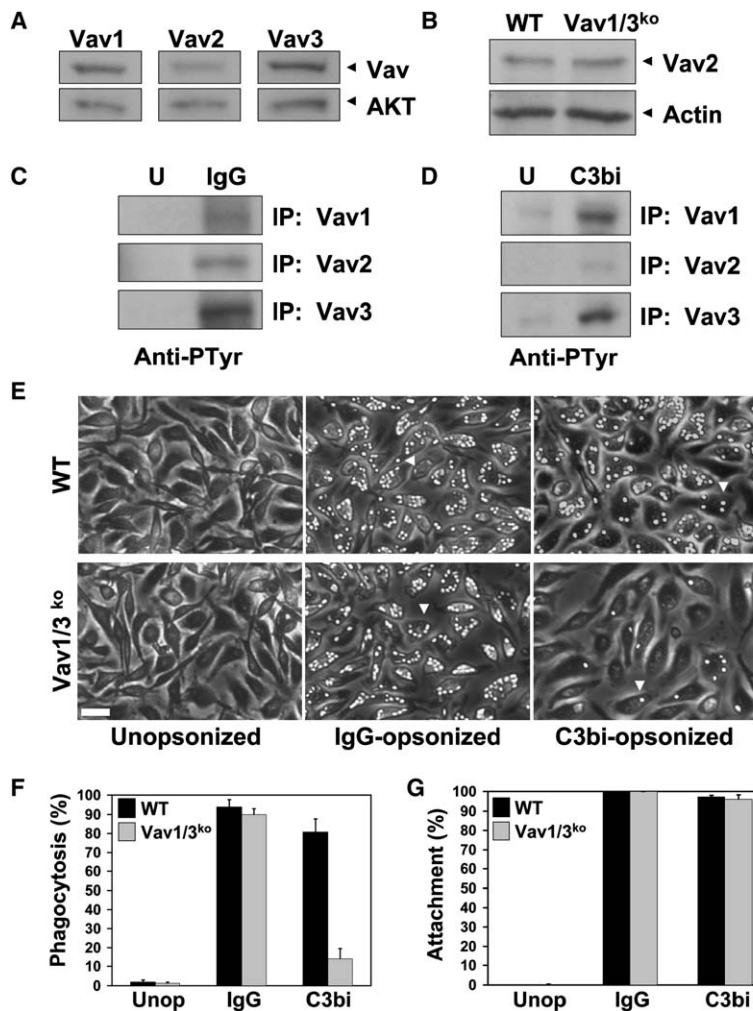 A
Vav1 Vav2 Vav3
Vav
AKT
B
WT Vav1/3ko
Vav2
Actin
C
U IgG
IP: Vav1
IP: Vav2
IP: Vav3
Anti-PTyr
D
U C3bi
IP: Vav1
IP: Vav2
IP: Vav3
Anti-PTyr
E
WT
Vav1/3 ko
Unopsonized IgG-opsonized C3bi-opsonized
F
Phagocytosis (%)
100
90
80
70
60
50
40
30
20
10
0
WT
Vav1/3ko
Unop IgG C3bi
G
Attachment (%)
100
90
80
70
60
50
40
30
20
10
0
WT
Vav1/3ko
Unop IgG C3bi